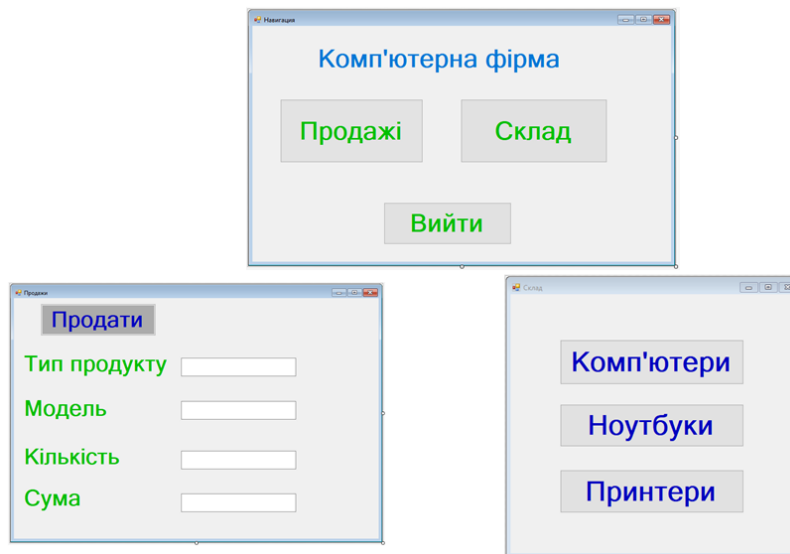 Навигация
Комп'ютерна фірма
Продажі
Склад
Вийти
Продажи
Продати
Тип продукту
Модель
Кількість
Сума
Склад
Комп'ютери
Ноутбуки
Принтери